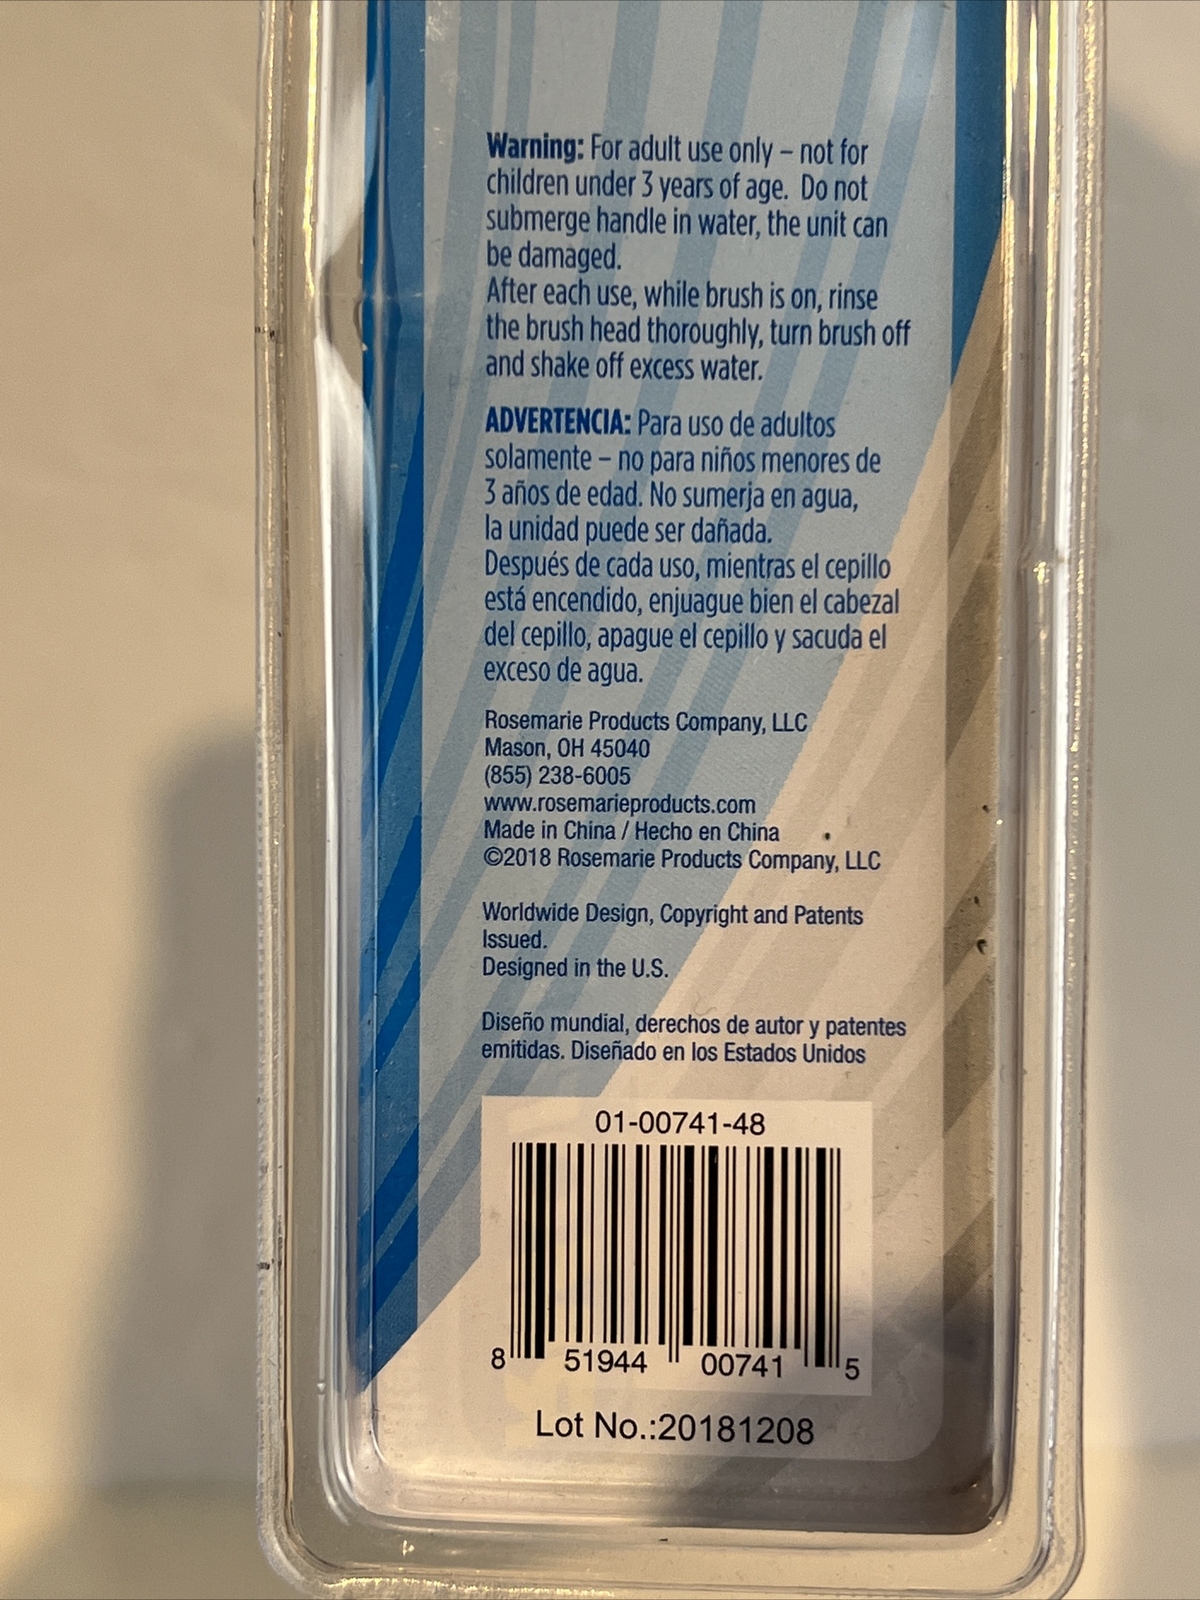 Warning: For adult use only – not for
children under 3 years of age. Do not
submerge handle in water, the unit can
be damaged.
After each use, while brush is on, rinse
the brush head thoroughly, turn brush off
and shake off excess water.
ADVERTENCIA: Para uso de adultos
solamente – no para niños menores de
3 años de edad. No sumerja en agua,
la unidad puede ser dañada.
Después de cada uso, mientras el cepillo
está encendido, enjuague bien el cabezal
del cepillo, apague el cepillo y sacuda el
exceso de agua.
Rosemarie Products Company, LLC
Mason, OH 45040
(855) 238-6005
www.rosemarieproducts.com
Made in China / Hecho en China
©2018 Rosemarie Products Company, LLC
Worldwide Design, Copyright and Patents
Issued.
Designed in the U.S.
Diseño mundial, derechos de autor y patentes
emitidas. Diseñado en los Estados Unidos
01-00741-48
8 51944 00741 5
Lot No.:20181208